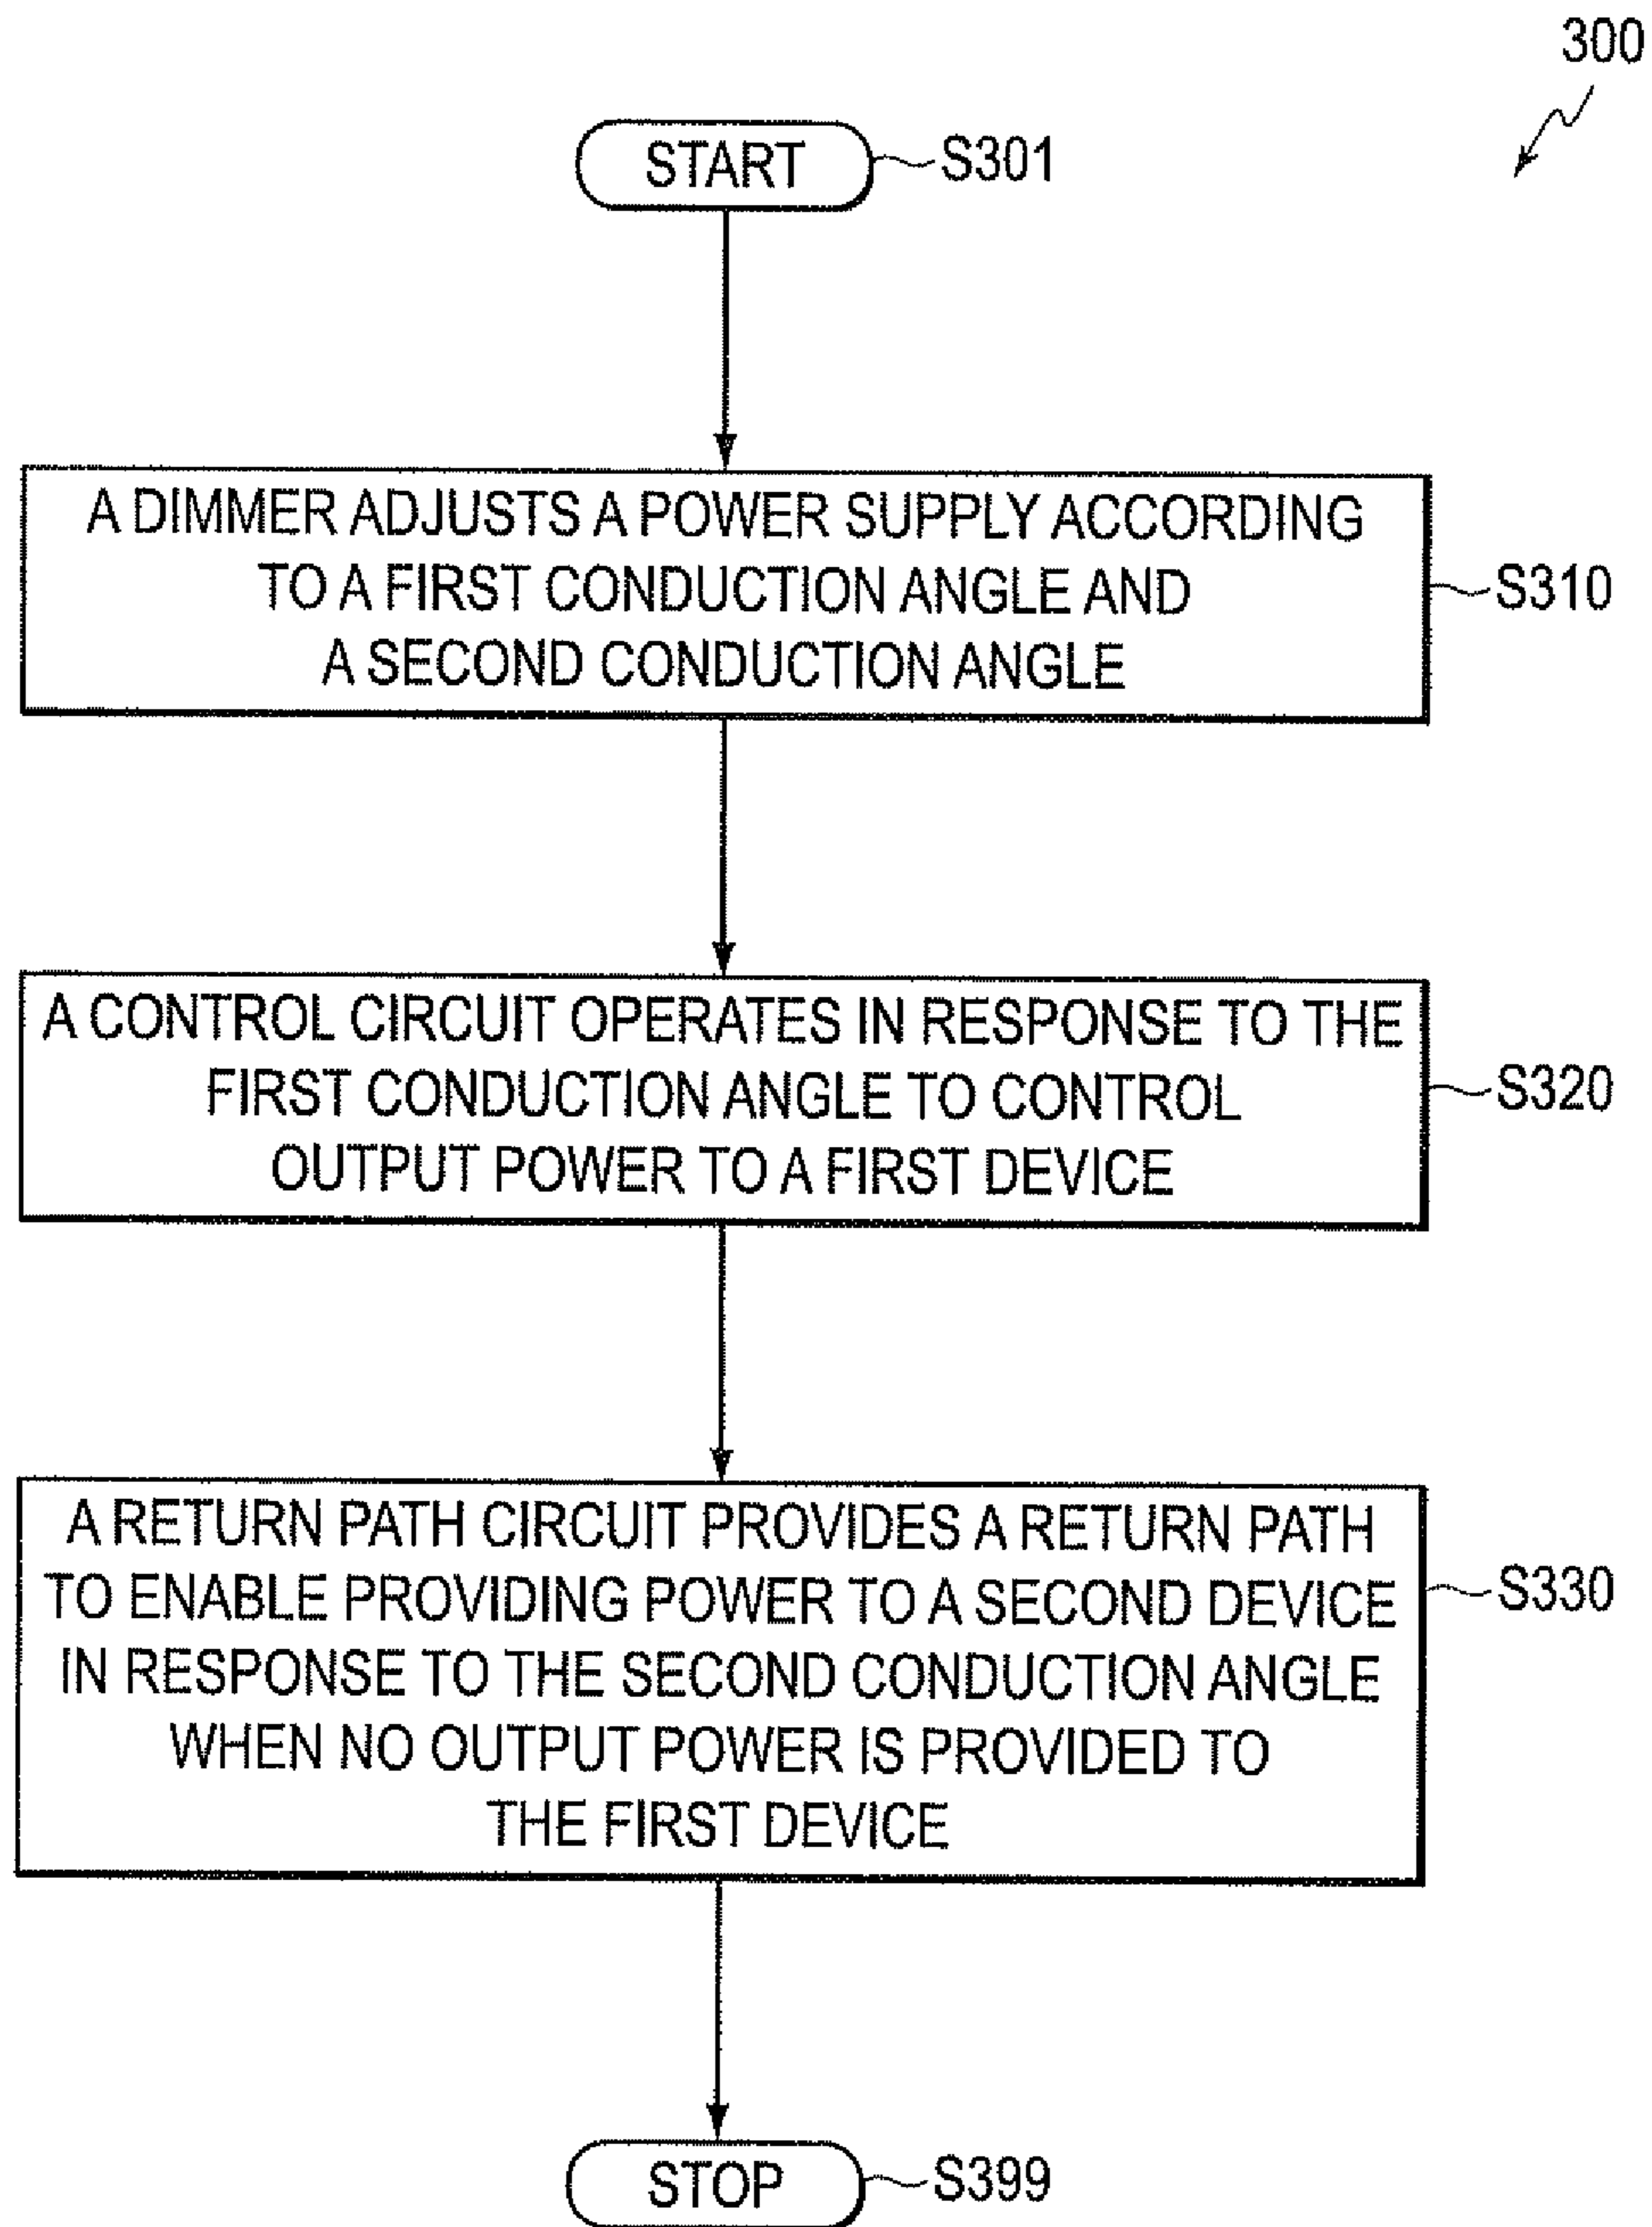 300
START
S301
A DIMMER ADJUSTS A POWER SUPPLY ACCORDING
TO A FIRST CONDUCTION ANGLE AND
A SECOND CONDUCTION ANGLE
S310
A CONTROL CIRCUIT OPERATES IN RESPONSE TO THE
FIRST CONDUCTION ANGLE TO CONTROL
OUTPUT POWER TO A FIRST DEVICE
S320
A RETURN PATH CIRCUIT PROVIDES A RETURN PATH
TO ENABLE PROVIDING POWER TO A SECOND DEVICE
IN RESPONSE TO THE SECOND CONDUCTION ANGLE
WHEN NO OUTPUT POWER IS PROVIDED TO
THE FIRST DEVICE
S330
STOP
S399